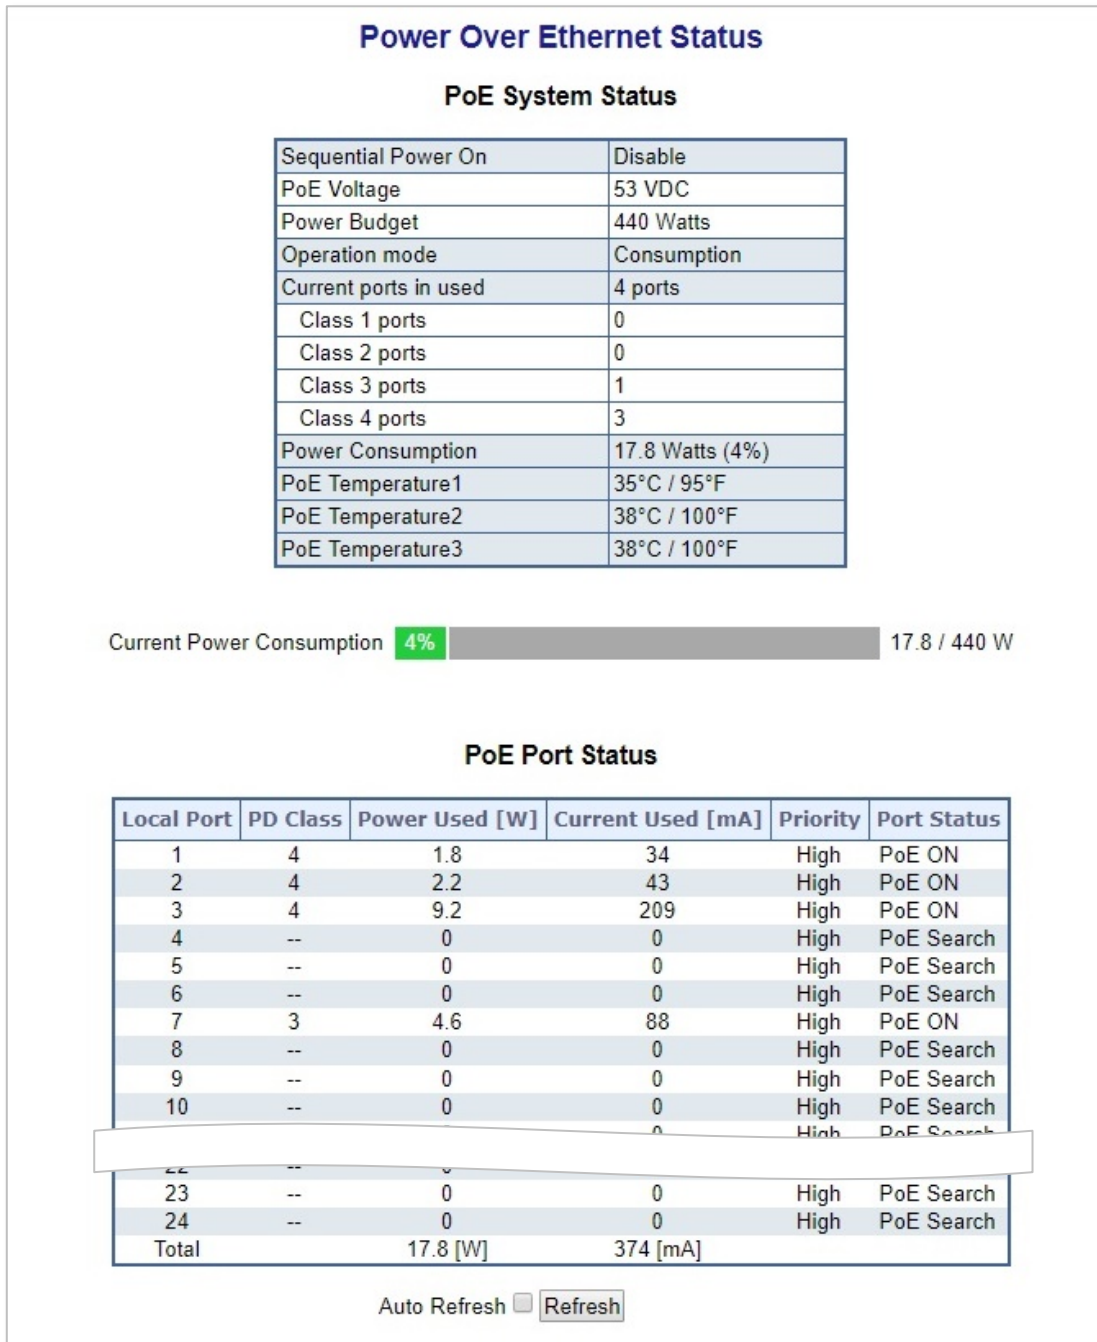 Power Over Ethernet Status
PoE System Status
Sequential Power On Disable
PoE Voltage 53 VDC
Power Budget 440 Watts
Operation mode Consumption
Current ports in used 4 ports
Class 1 ports 0
Class 2 ports 0
Class 3 ports 1
Class 4 ports 3
Power Consumption 17.8 Watts (4%)
PoE Temperature1 35°C / 95°F
PoE Temperature2 38°C / 100°F
PoE Temperature3 38°C / 100°F
Current Power Consumption 4% 17.8 / 440 W
PoE Port Status
Local Port PD Class Power Used [W] Current Used [mA] Priority Port Status
1 4 1.8 34 High PoE ON
2 4 2.2 43 High PoE ON
3 4 9.2 209 High PoE ON
4 -- 0 0 High PoE Search
5 -- 0 0 High PoE Search
6 -- 0 0 High PoE Search
7 3 4.6 88 High PoE ON
8 -- 0 0 High PoE Search
9 -- 0 0 High PoE Search
10 -- 0 0 High PoE Search
High PoE Search
22 --
23 -- 0 0 High PoE Search
24 -- 0 0 High PoE Search
Total 17.8 [W] 374 [mA]
Auto Refresh Refresh